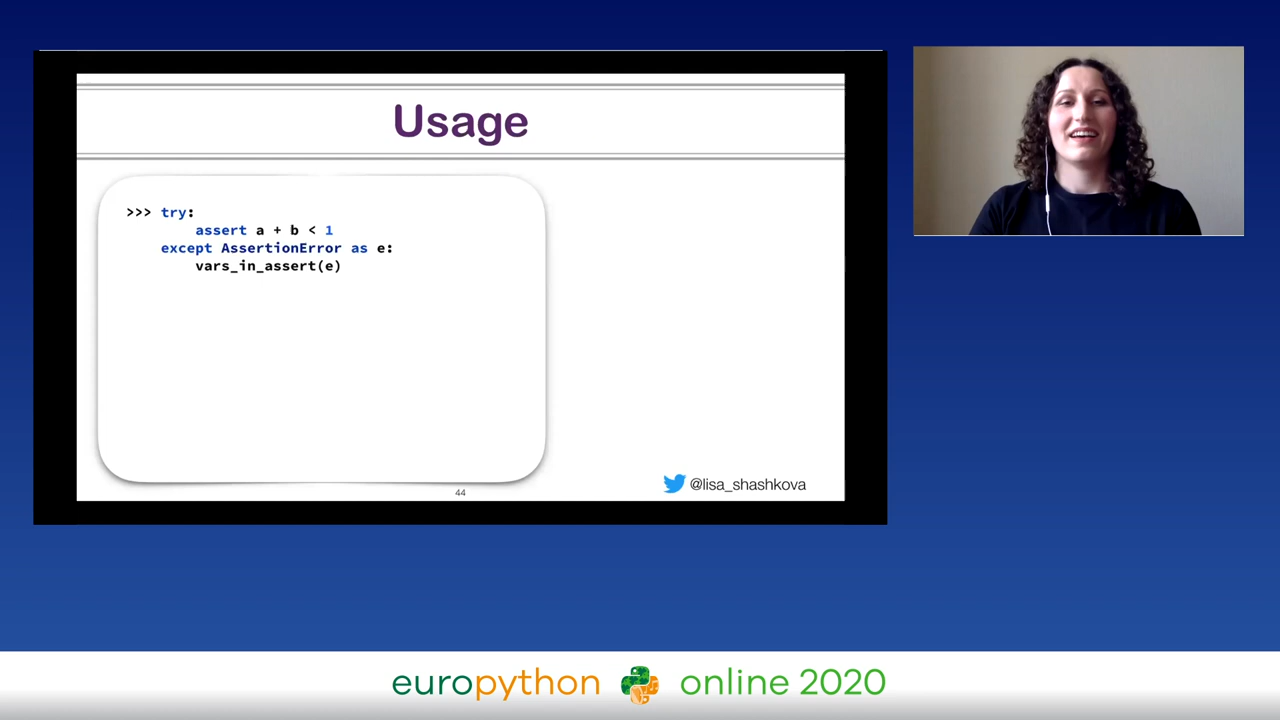 Usage
>>> try:
assert a + b < 1
except AssertionError as e:
vars_in_assert(e)
44
@lisa_shashkova
europython online 2020